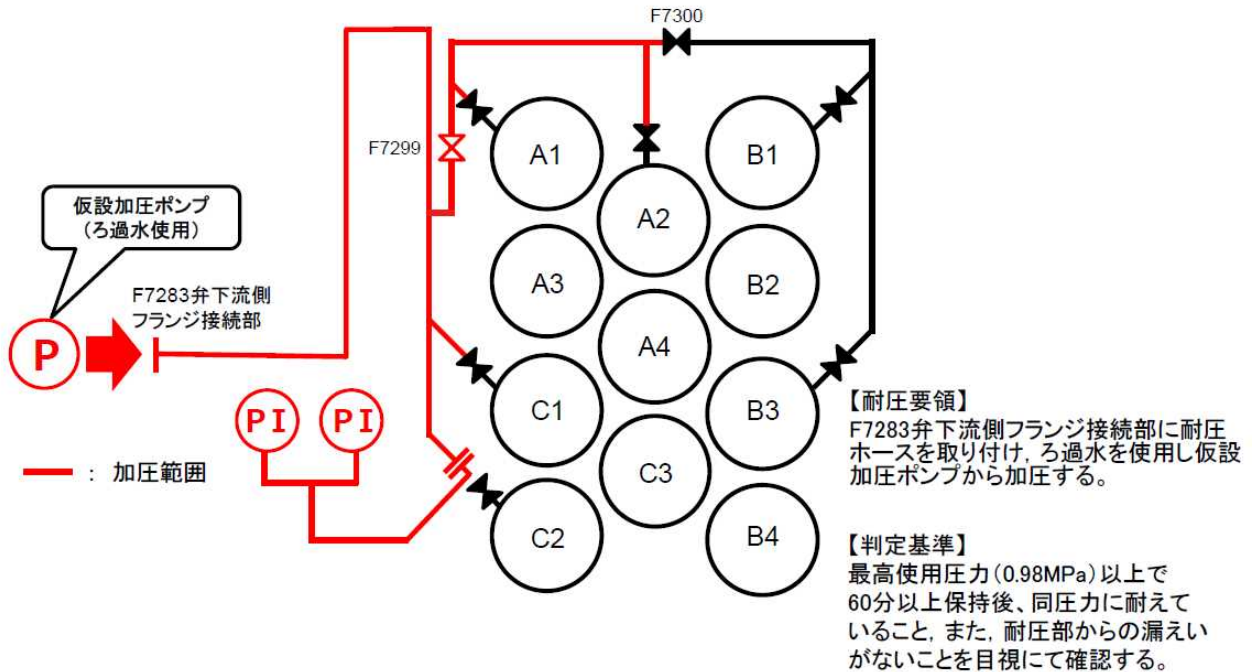 F7300
F7299
A1
B1
A2
仮設加圧ポンプ
(ろ過水使用)
A3
B2
F7283弁下流側
フランジ接続部
P
A4
PI
PI
C1
B3
C3
━ : 加圧範囲
C2
B4
【耐圧要領】
F7283弁下流側フランジ接続部に耐圧
ホースを取り付け, ろ過水を使用し仮設
加圧ポンプから加圧する。
【判定基準】
最高使用圧力(0.98MPa)以上で
60分以上保持後、同圧力に耐えて
いること, また, 耐圧部からの漏えい
がないことを目視にて確認する。